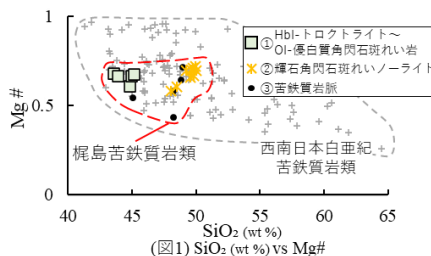 1
0.5
0
Mg #
①Hbl-トロクトライト～
Ol-優白質角閃石斑れい岩
②輝石角閃斑れいノーライト
③苦鉄質岩脈
梶島苦鉄質岩類
西南日本白亜紀
苦鉄質岩類
40 45 50 55 60 65
SiO₂ (wt %)
(図1) SiO₂ (wt %) vs Mg#